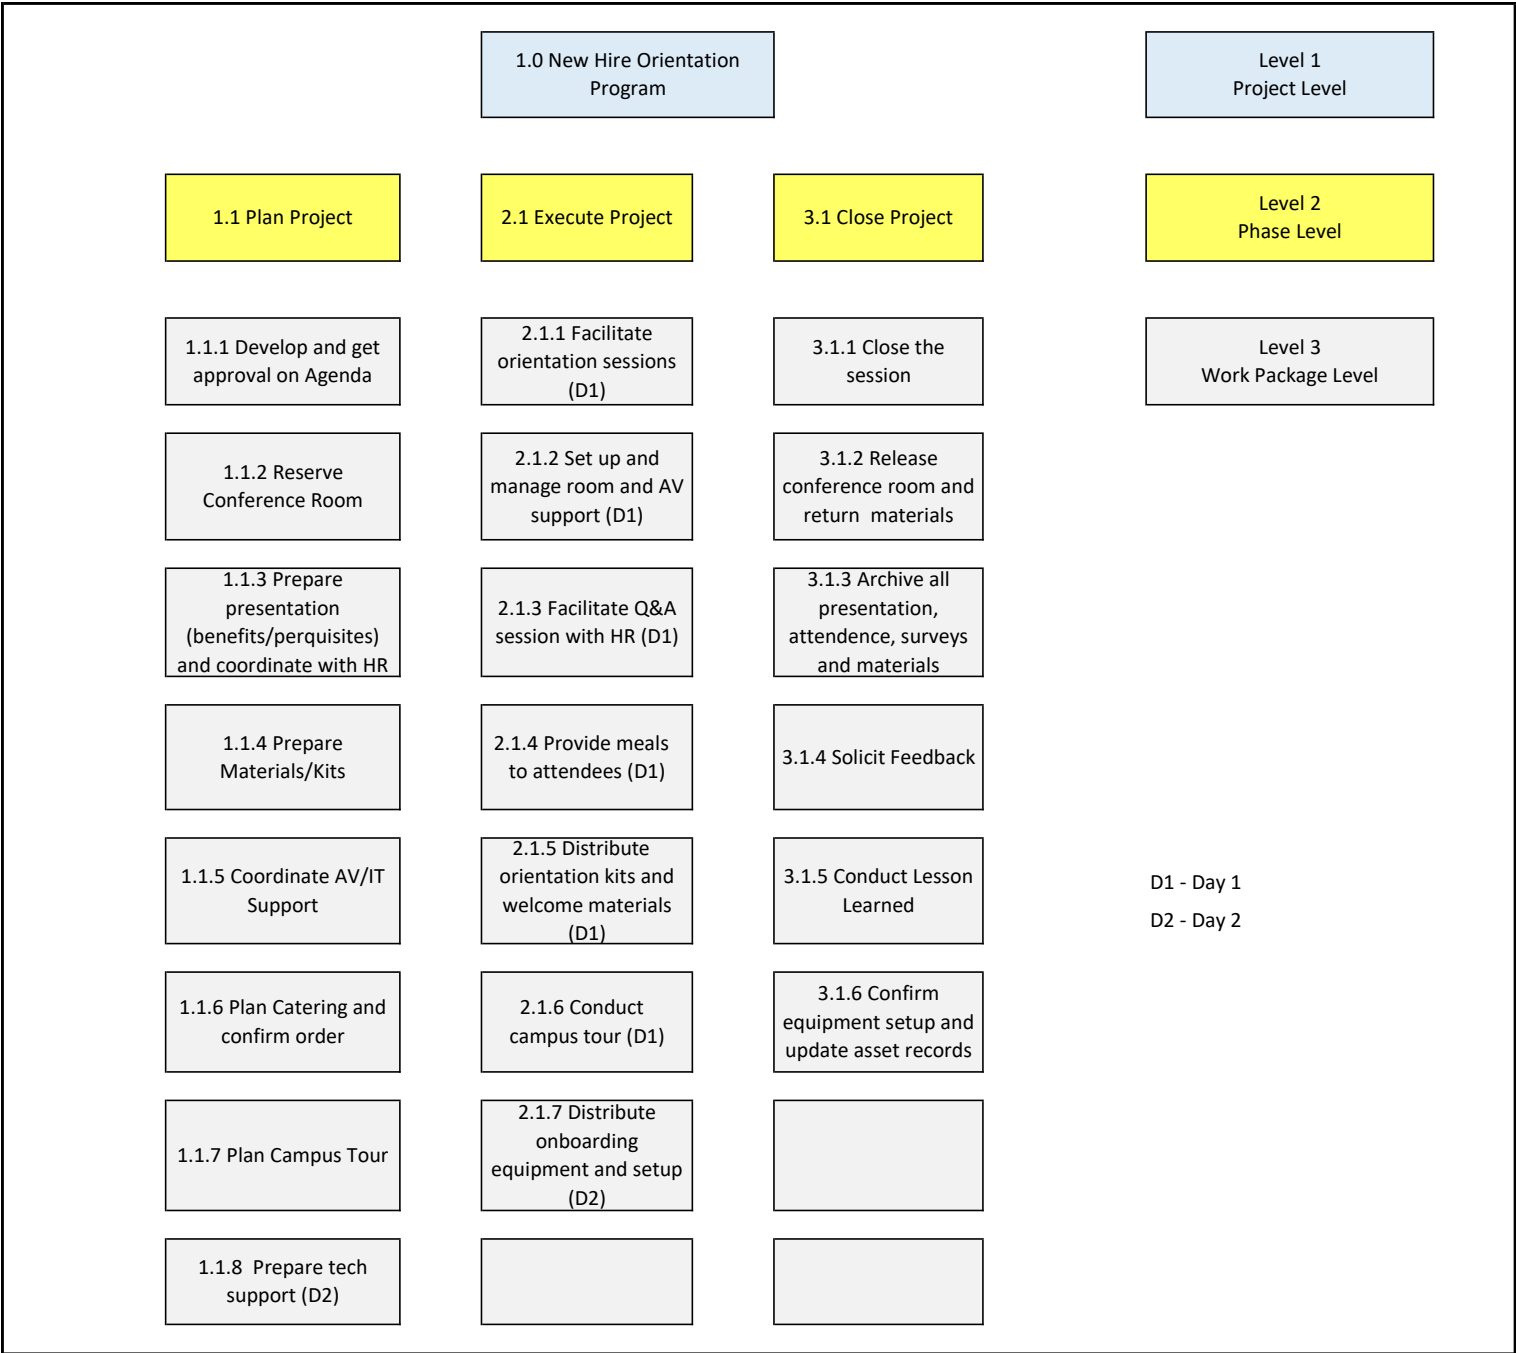 1.0 New Hire Orientation
Program
Level 1
Project Level
1.1 Plan Project
2.1 Execute Project
3.1 Close Project
Level 2
Phase Level
1.1.1 Develop and get
approval on Agenda
2.1.1 Facilitate
orientation sessions
(D1)
3.1.1 Close the
session
Level 3
Work Package Level
1.1.2 Reserve
Conference Room
2.1.2 Set up and
manage room and AV
support (D1)
3.1.2 Release
conference room and
return  materials
1.1.3 Prepare
presentation
(benefits/perquisites)
and coordinate with HR
2.1.3 Facilitate Q&A
session with HR (D1)
3.1.3 Archive all
presentation,
attendence, surveys
and materials
1.1.4 Prepare
Materials/Kits
2.1.4 Provide meals
to attendees (D1)
3.1.4 Solicit Feedback
1.1.5 Coordinate AV/IT
Support
2.1.5 Distribute
orientation kits and
welcome materials
(D1)
3.1.5 Conduct Lesson
Learned
D1 - Day 1
D2 - Day 2
1.1.6 Plan Catering and
confirm order
2.1.6 Conduct
campus tour (D1)
3.1.6 Confirm
equipment setup and
update asset records
1.1.7 Plan Campus Tour
2.1.7 Distribute
onboarding
equipment and setup
(D2)
1.1.8  Prepare tech
support (D2)